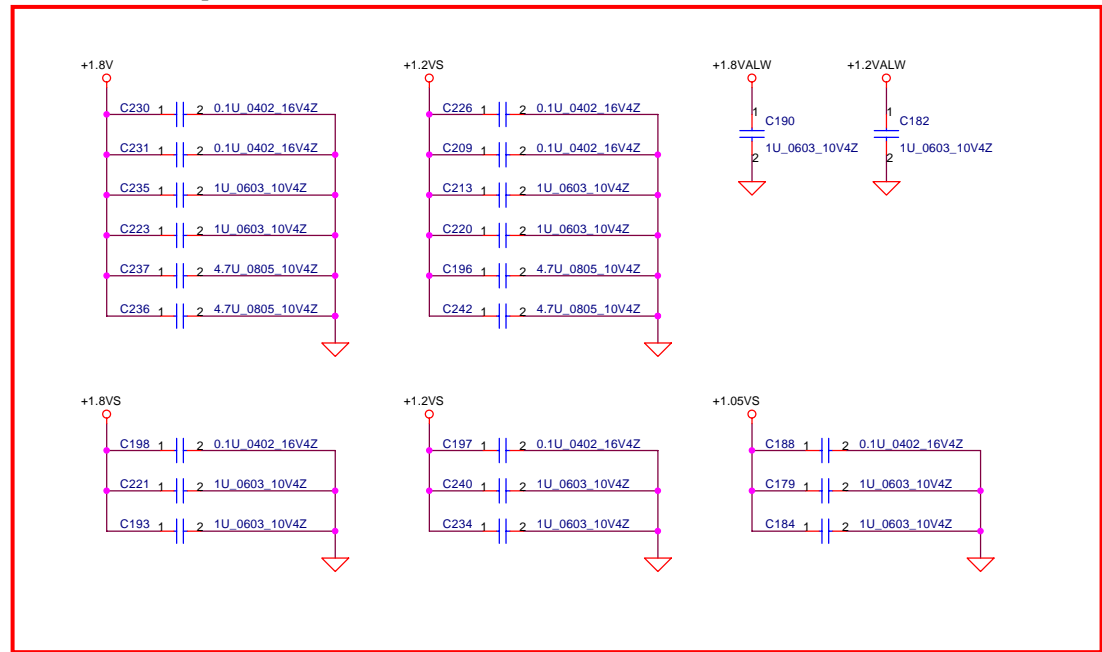 +1.8V
C230 1 2 0.1U_0402_16V4Z
C231 1 2 0.1U_0402_16V4Z
C235 1 2 1U_0603_10V4Z
C223 1 2 1U_0603_10V4Z
C237 1 2 4.7U_0805_10V4Z
C236 1 2 4.7U_0805_10V4Z
+1.2VS
C226 1 2 0.1U_0402_16V4Z
C209 1 2 0.1U_0402_16V4Z
C213 1 2 1U_0603_10V4Z
C220 1 2 1U_0603_10V4Z
C196 1 2 4.7U_0805_10V4Z
C242 1 2 4.7U_0805_10V4Z
+1.8VALW
1
C190
1U_0603_10V4Z
2
+1.2VALW
1
C182
1U_0603_10V4Z
2
+1.8VS
C198 1 2 0.1U_0402_16V4Z
C221 1 2 1U_0603_10V4Z
C193 1 2 1U_0603_10V4Z
+1.2VS
C197 1 2 0.1U_0402_16V4Z
C240 1 2 1U_0603_10V4Z
C234 1 2 1U_0603_10V4Z
+1.05VS
C188 1 2 0.1U_0402_16V4Z
C179 1 2 1U_0603_10V4Z
C184 1 2 1U_0603_10V4Z